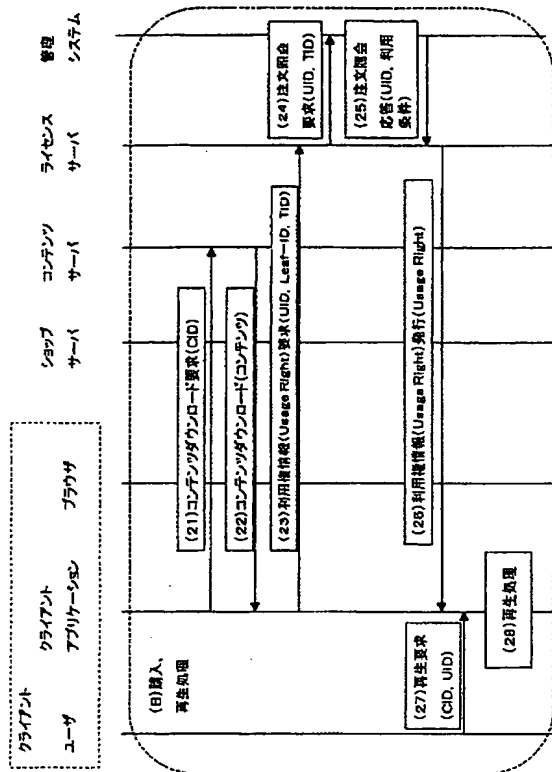 クライアント
ユーザ
クライアント
アプリケーション
ブラウザ
ショップ
サーバ
コンテンツ
サーバ
ライセンス
サーバ
管理
システム
(B)購入、
再生処理
(21)コンテンツダウンロード要求(CID)
(22)コンテンツダウンロード(コンテンツ)
(23)利用権情報(Usage Right)要求(UID, Leaf-ID, TID)
(24)注文照会
要求(UID, TID)
(25)注文照会
応答(UID, 利用
条件)
(26)利用権情報(Usage Right)発行(Usage Right)
(27)再生要求
(CID, UID)
(28)再生処理